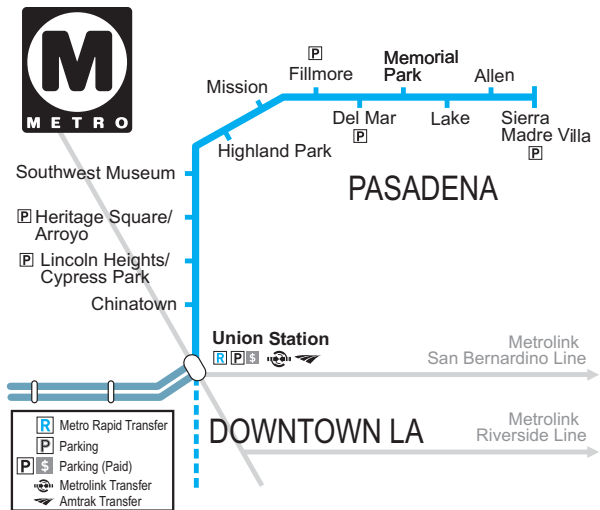 M
METRO
P
Fillmore
Memorial
Park
Allen
Mission
Del Mar
P
Lake
Sierra
Madre Villa
P
Highland Park
Southwest Museum
PASADENA
P Heritage Square/
Arroyo
P Lincoln Heights/
Cypress Park
Chinatown
Union Station
R P $
Metrolink
San Bernardino Line
DOWNTOWN LA
Metrolink
Riverside Line
R Metro Rapid Transfer
P Parking
P $ Parking (Paid)
Metrolink Transfer
Amtrak Transfer